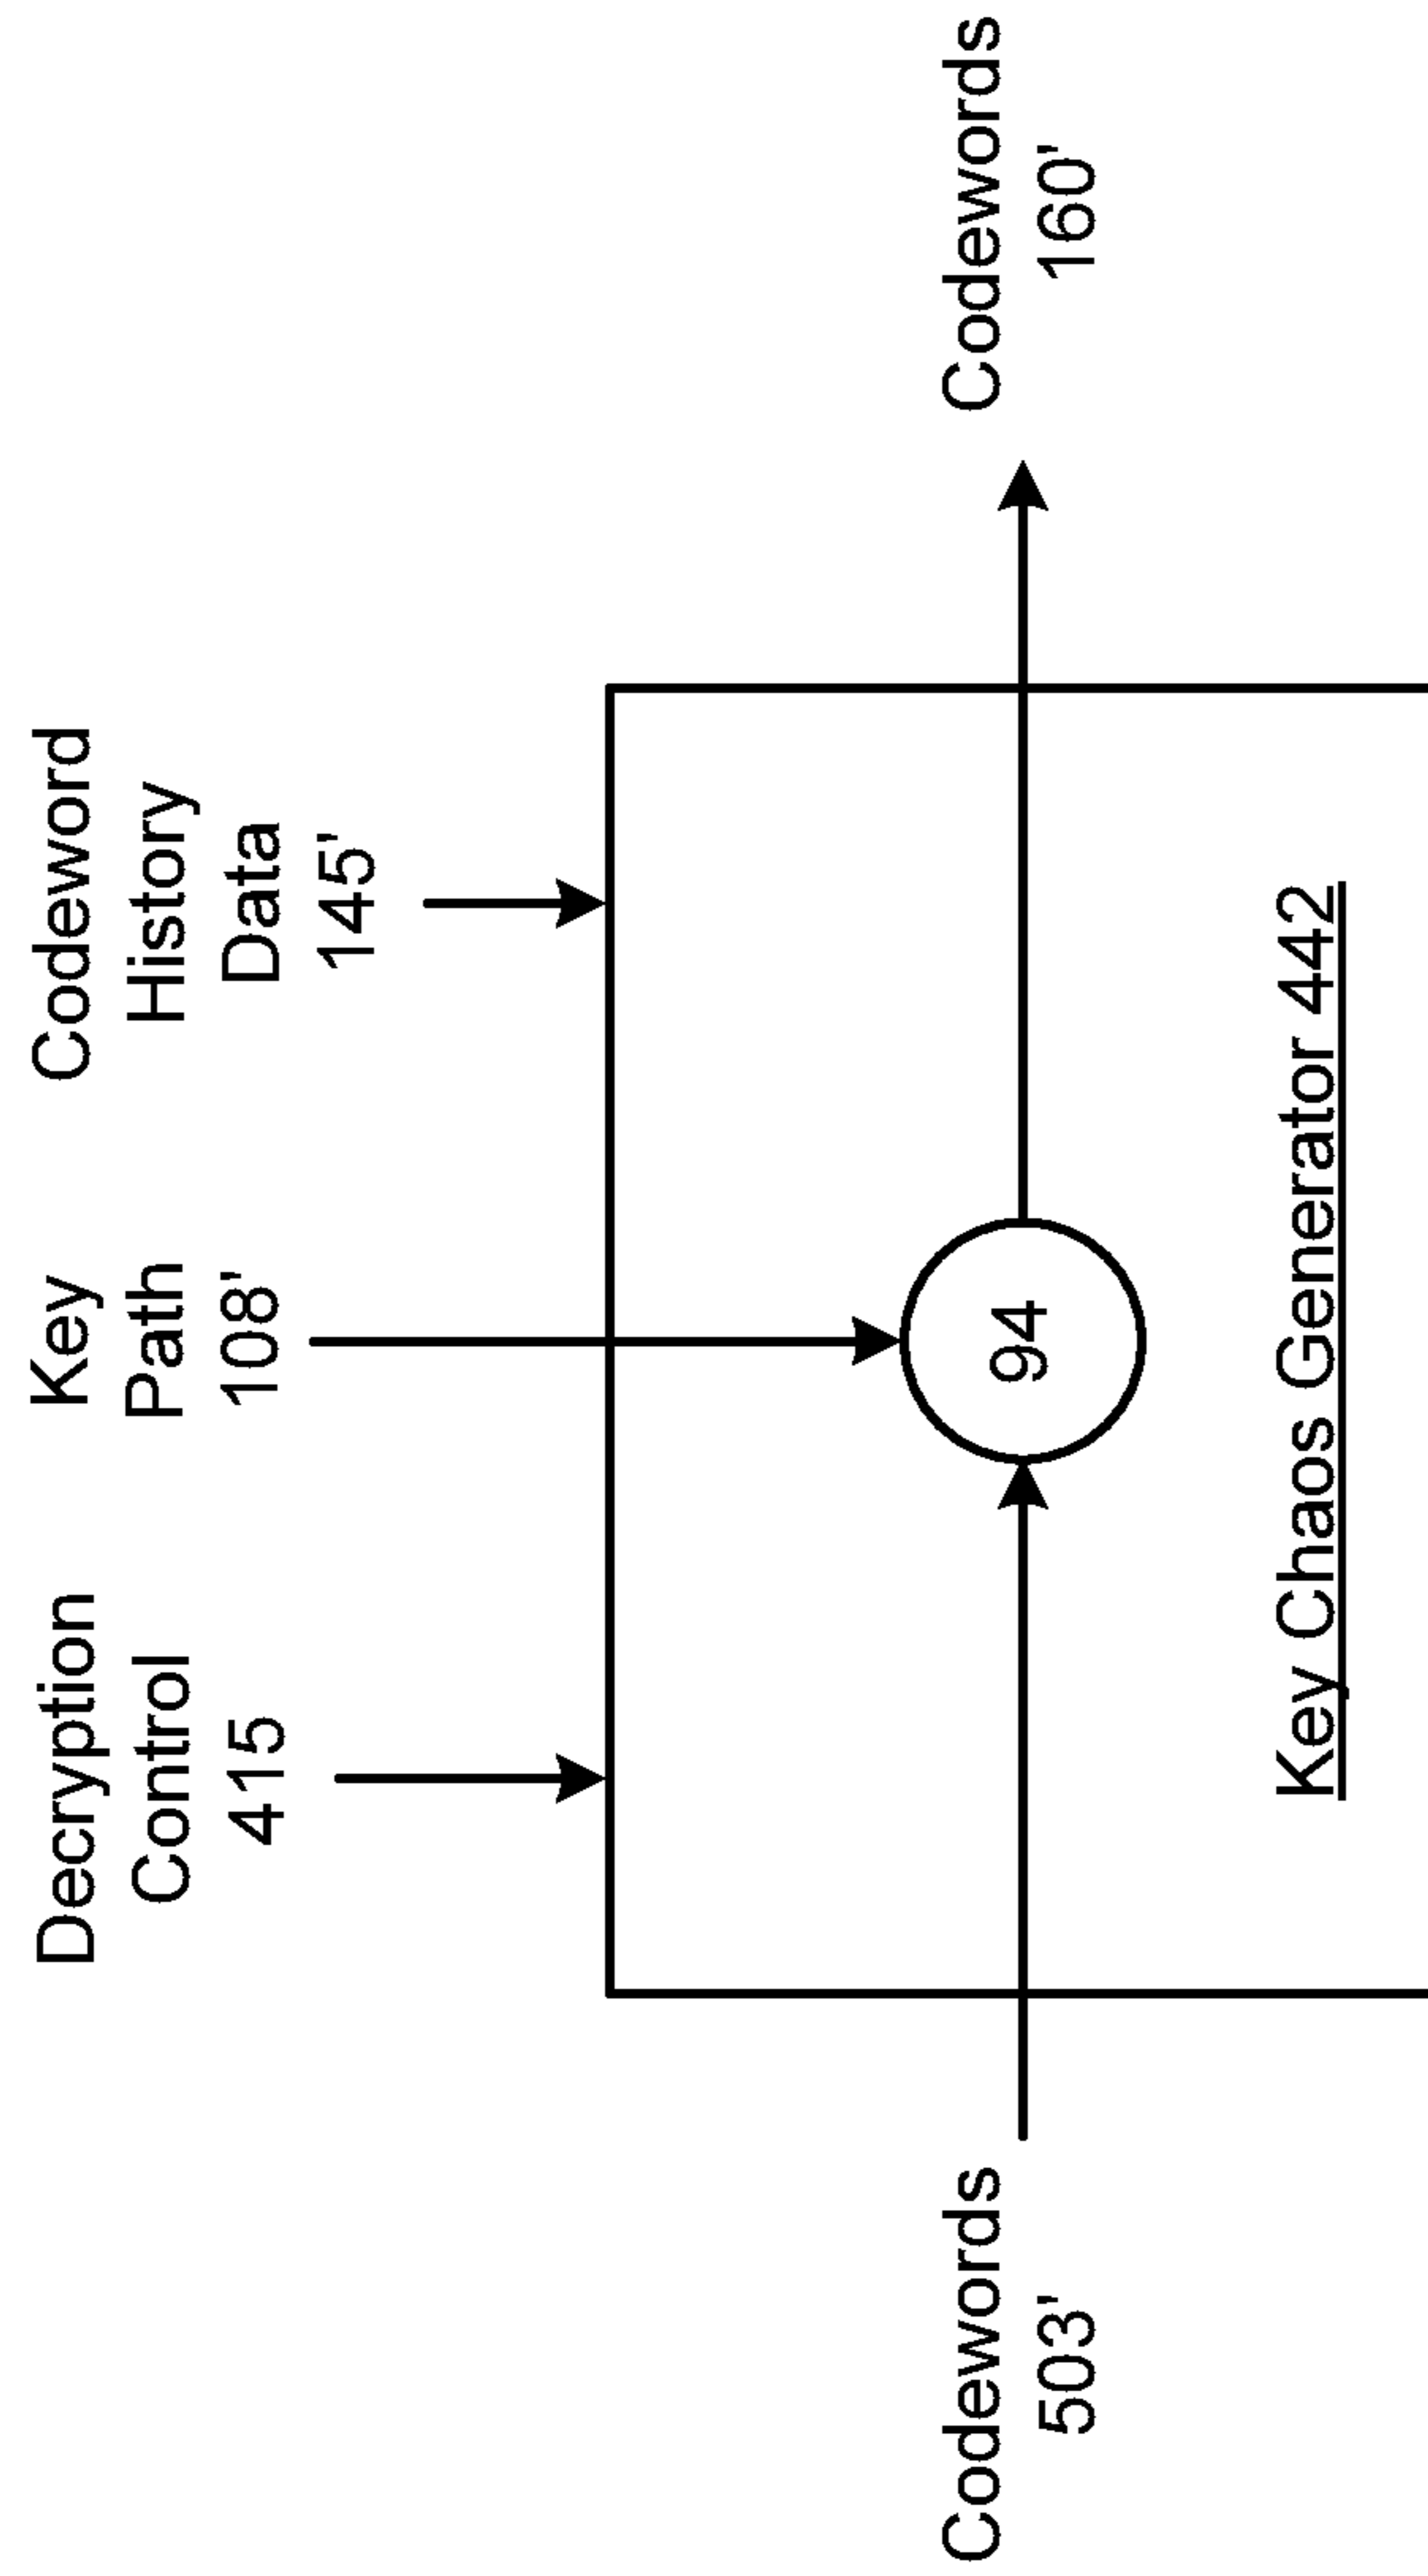 Decryption
Control
415
Key
Path
108'
Codeword
History
Data
145'
Codewords
503'
94
Codewords
160'
Key Chaos Generator 442